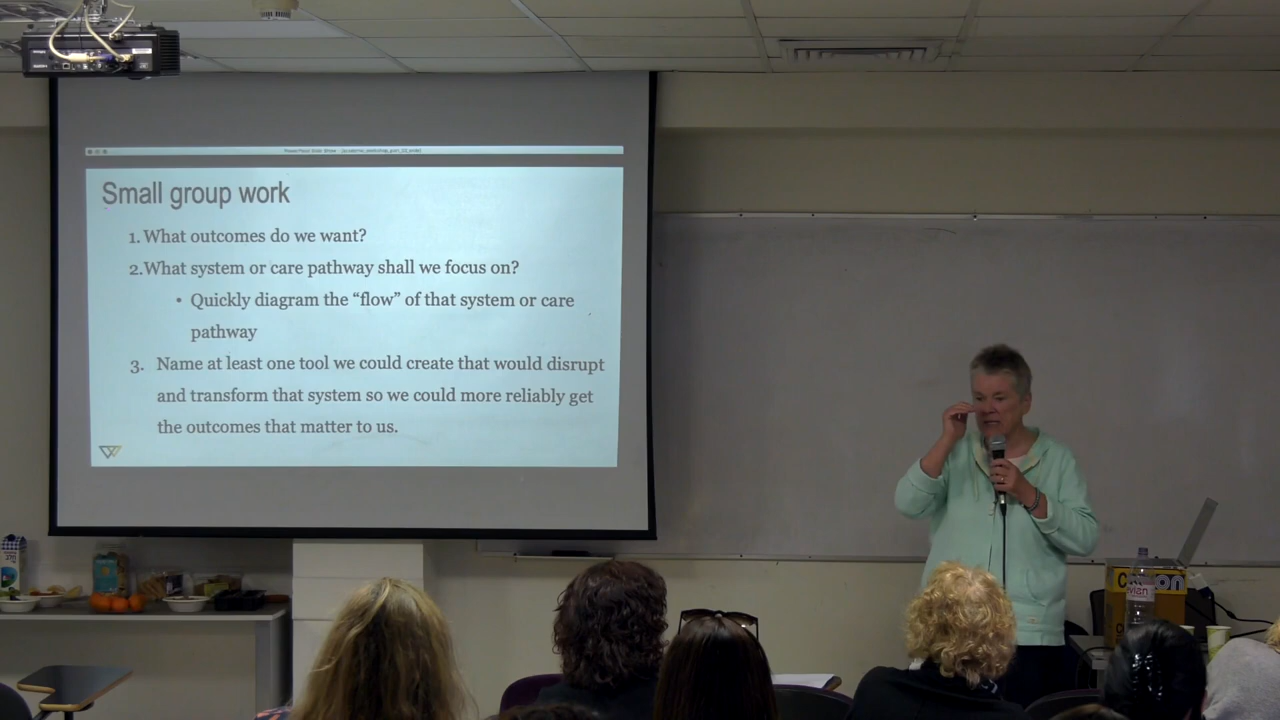 Small group work
1. What outcomes do we want?
2.What system or care pathway shall we focus on?
• Quickly diagram the “flow” of that system or care
pathway
3. Name at least one tool we could create that would disrupt
and transform that system so we could more reliably get
the outcomes that matter to us.